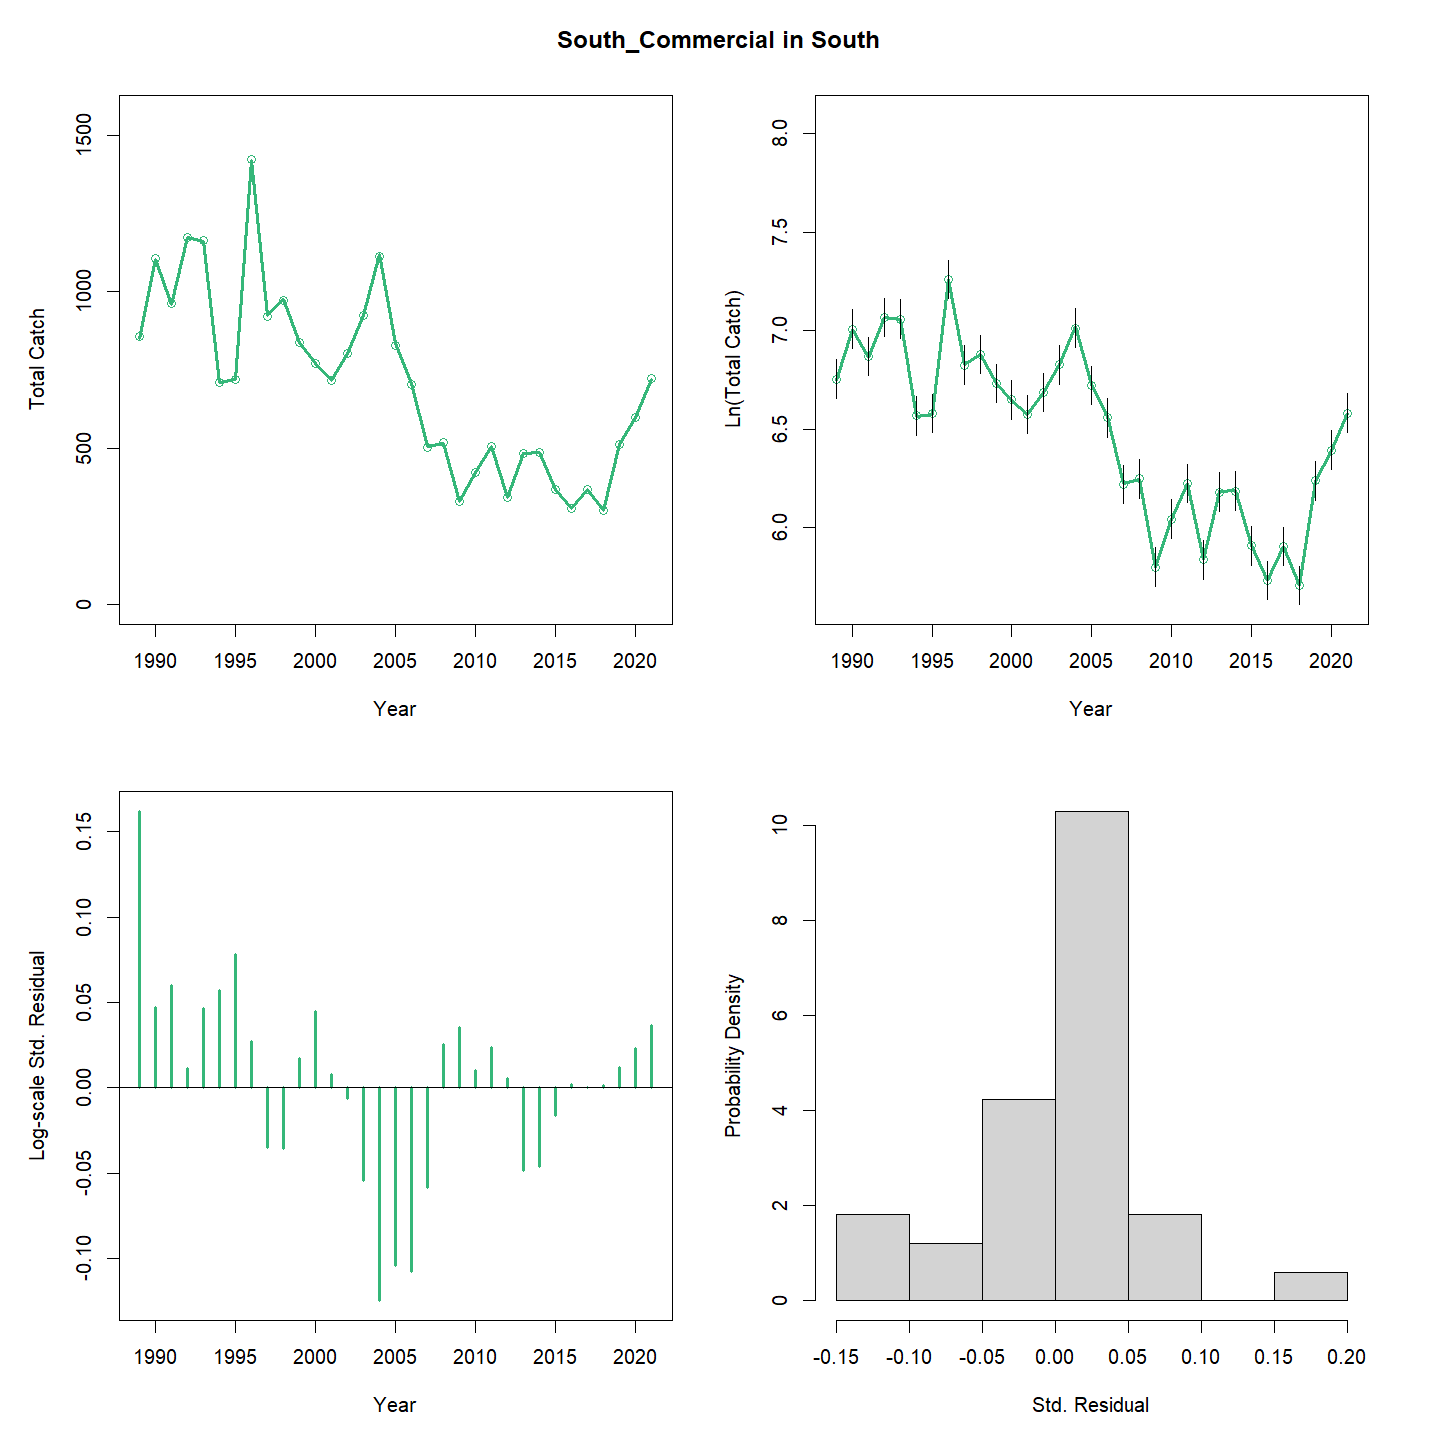 South_Commercial in South
Total Catch
1500
1000
500
0
1990 1995 2000 2005 2010 2015 2020
Year
Ln(Total Catch)
8.0
7.5
7.0
6.5
6.0
1990 1995 2000 2005 2010 2015 2020
Year
Log-scale Std. Residual
0.15
0.10
0.05
0.00
-0.05
-0.10
1990 1995 2000 2005 2010 2015 2020
Year
Probability Density
10
8
6
4
2
0
-0.15 -0.10 -0.05 0.00 0.05 0.10 0.15 0.20
Std. Residual